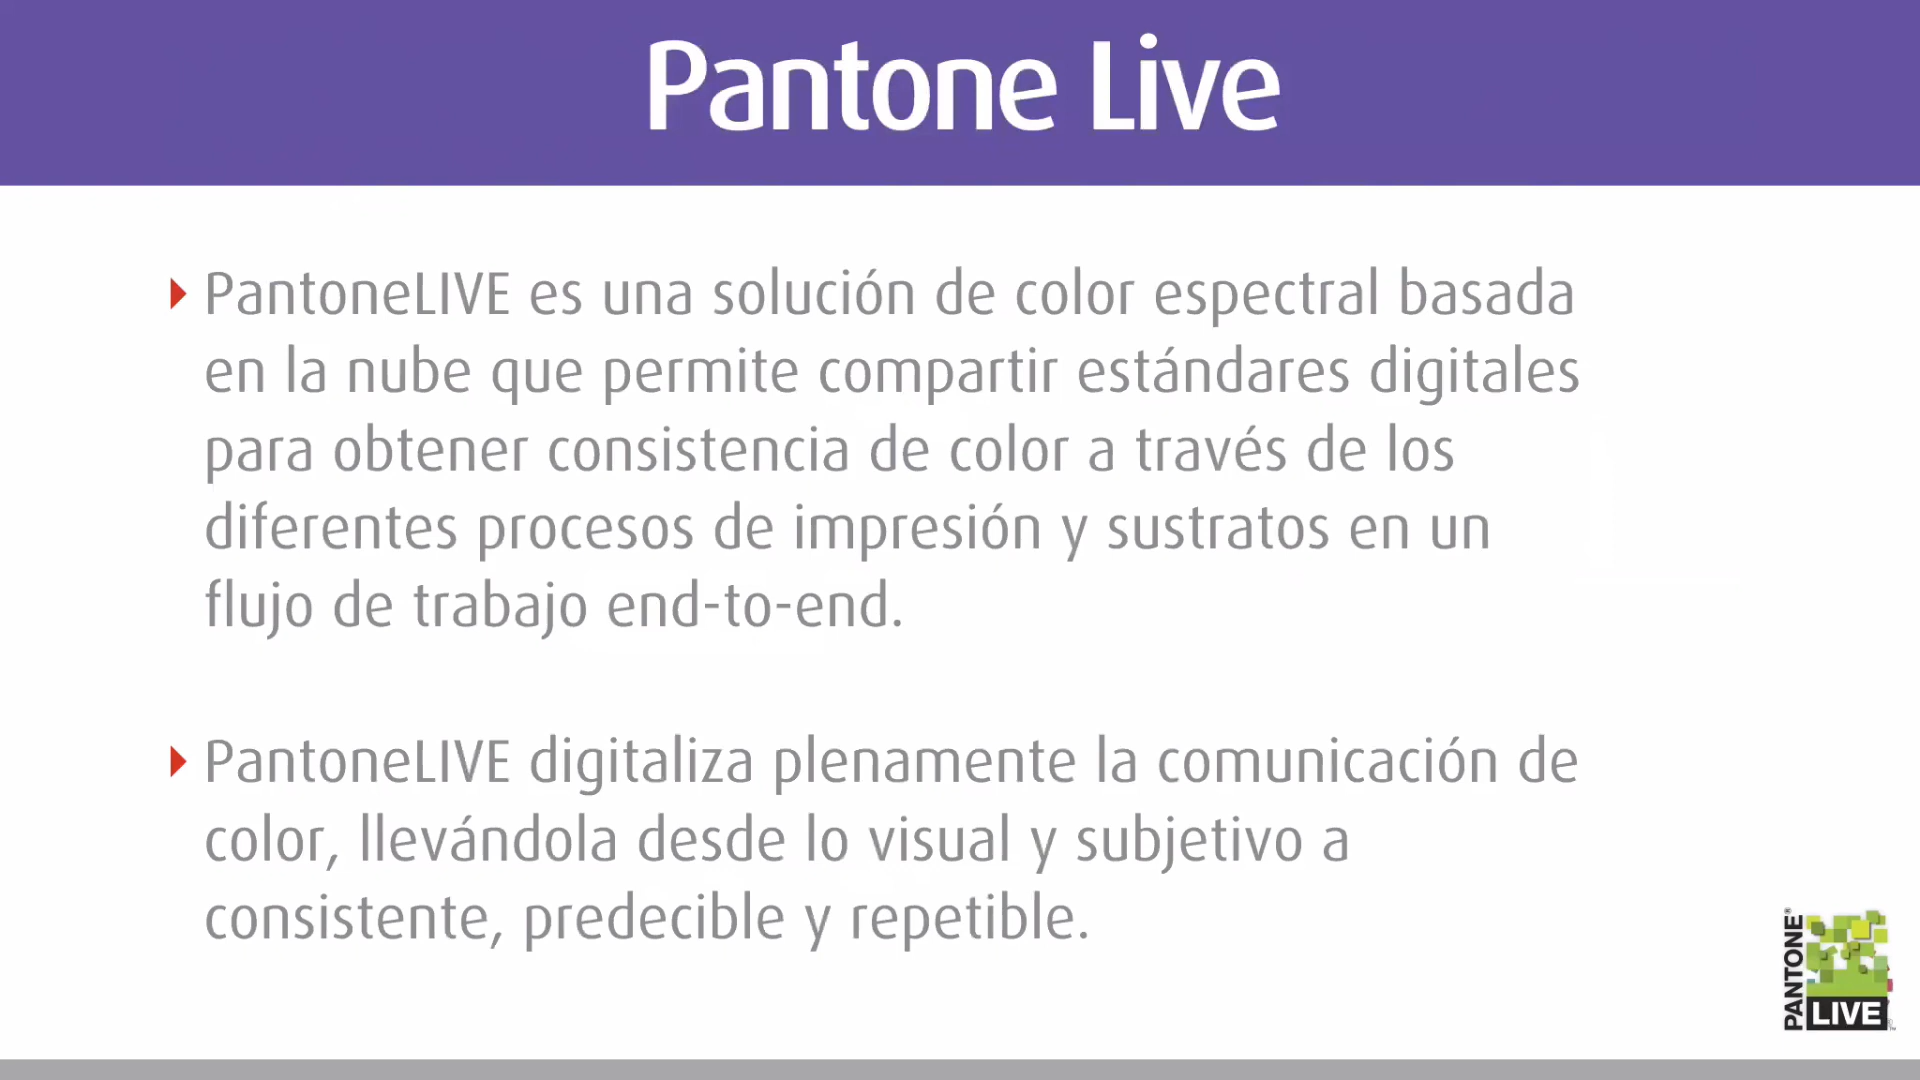 Pantone Live
PantoneLIVE es una solución de color espectral basada
en la nube que permite compartir estándares digitales
para obtener consistencia de color a través de los
diferentes procesos de impresión y sustratos en un
flujo de trabajo end-to-end.
PantoneLIVE digitaliza plenamente la comunicación de
color, llevándola desde lo visual y subjetivo a
consistente, predecible y repetible.
PANTONE®
LIVE™